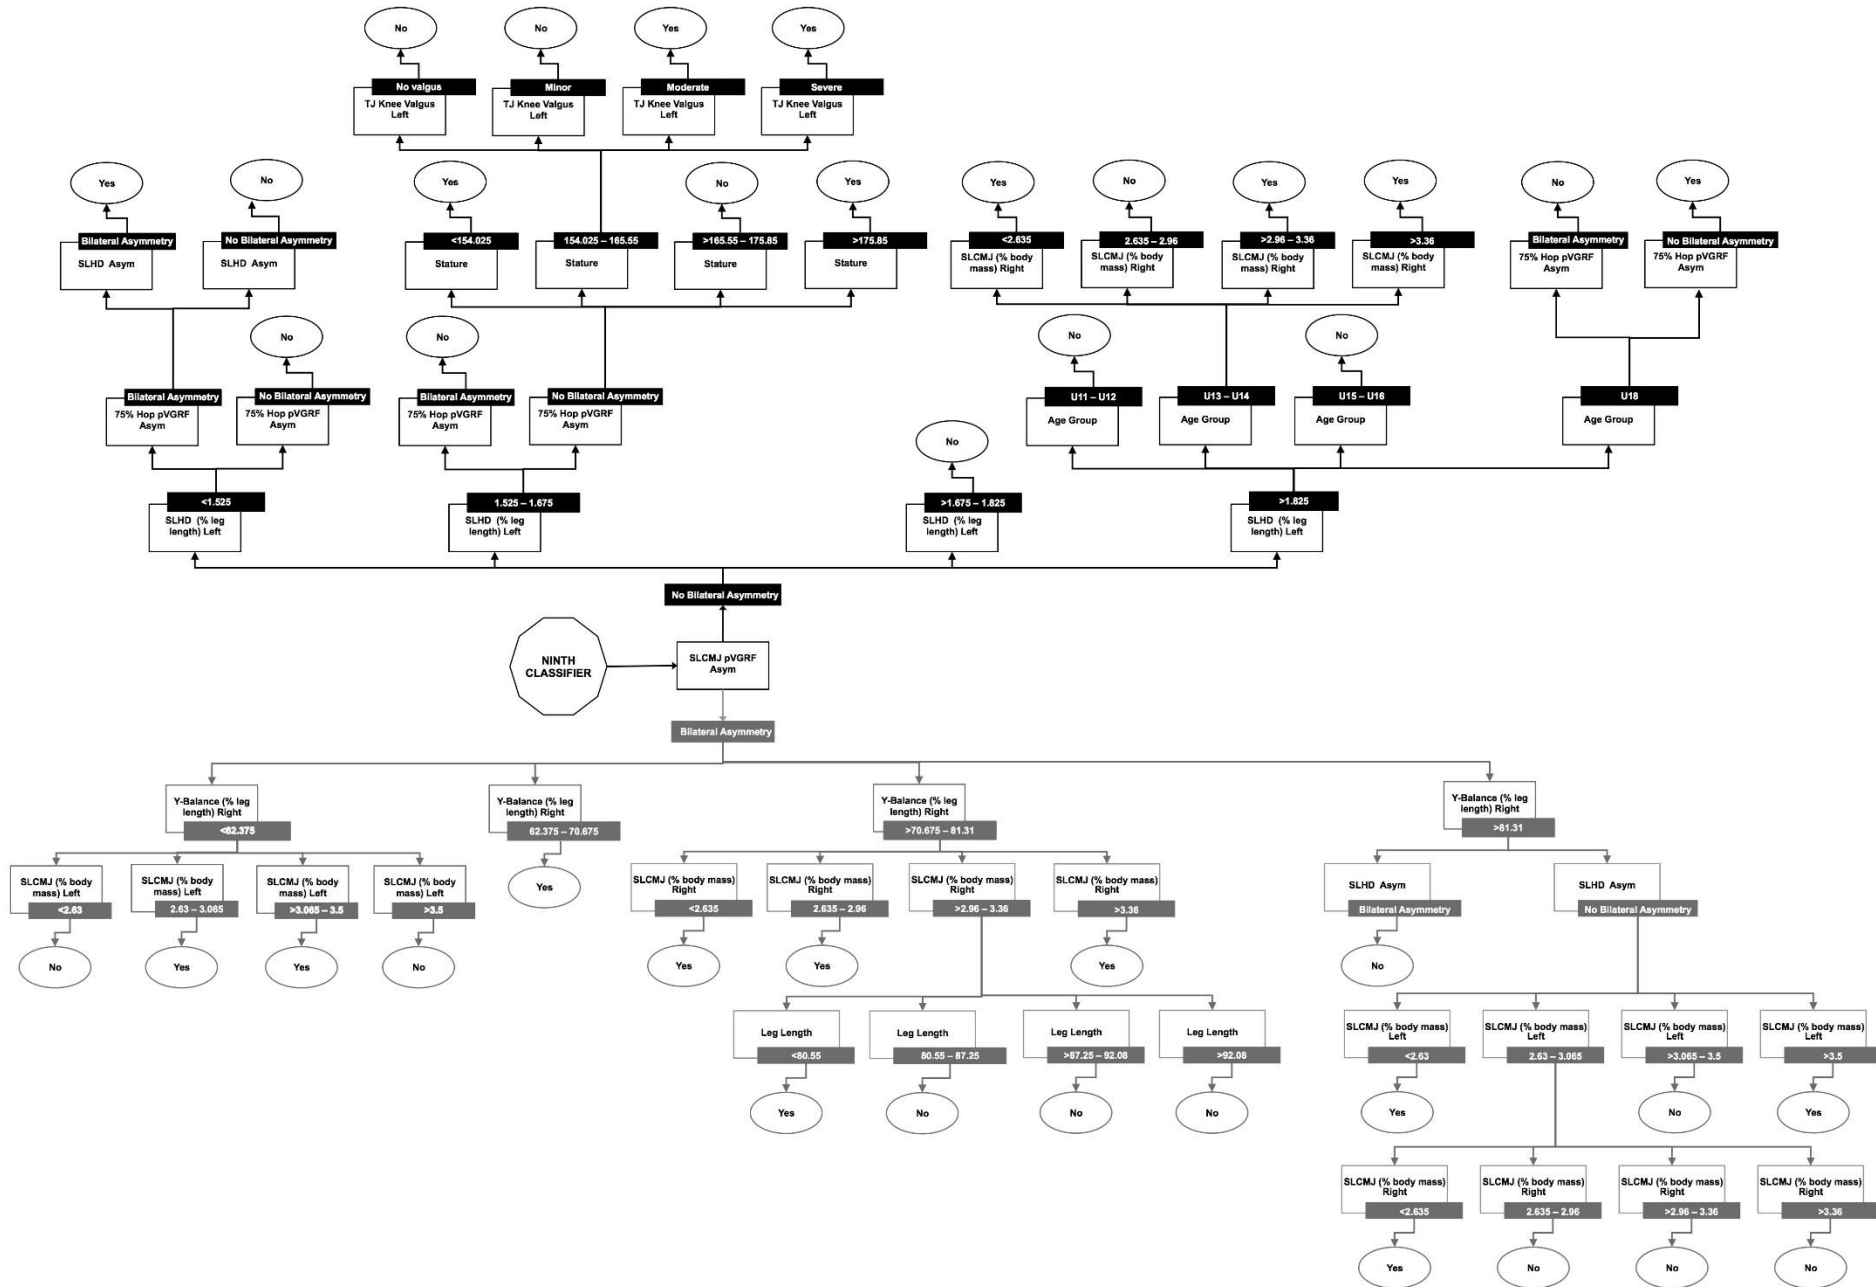 No
No
Yes
Yes
No valgus
Minor
Moderate
Severe
TJ Knee Valgus
Left
TJ Knee Valgus
Left
TJ Knee Valgus
Left
TJ Knee Valgus
Left
Yes
No
Yes
No
Yes
Yes
No
Yes
Yes
No
Yes
Bilateral Asymmetry
No Bilateral Asymmetry
<154.025
154.025 – 165.55
>165.55 – 175.85
>175.85
<2.635
2.635 – 2.96
>2.96 – 3.36
>3.36
Bilateral Asymmetry
No Bilateral Asymmetry
SLHD Asym
SLHD Asym
Stature
Stature
Stature
Stature
SLCMJ (% body
mass) Right
SLCMJ (% body
mass) Right
SLCMJ (% body
mass) Right
SLCMJ (% body
mass) Right
75% Hop pVGRF
Asym
75% Hop pVGRF
Asym
No
No
No
No
Bilateral Asymmetry
No Bilateral Asymmetry
Bilateral Asymmetry
No Bilateral Asymmetry
U11 – U12
U13 – U14
U15 – U16
U18
75% Hop pVGRF
Asym
75% Hop pVGRF
Asym
75% Hop pVGRF
Asym
75% Hop pVGRF
Asym
Age Group
Age Group
Age Group
Age Group
No
<1.525
1.525 – 1.675
>1.675 – 1.825
>1.825
SLHD (% leg
length) Left
SLHD (% leg
length) Left
SLHD (% leg
length) Left
SLHD (% leg
length) Left
No Bilateral Asymmetry
NINTH
CLASSIFIER
SLCMJ pVGRF
Asym
Bilateral Asymmetry
Y-Balance (% leg
length) Right
<62.375
Y-Balance (% leg
length) Right
62.375 – 70.675
Y-Balance (% leg
length) Right
>70.675 – 81.31
Y-Balance (% leg
length) Right
>81.31
SLCMJ (% body
mass) Left
<2.63
SLCMJ (% body
mass) Left
2.63 – 3.065
SLCMJ (% body
mass) Left
>3.065 – 3.5
SLCMJ (% body
mass) Left
>3.5
Yes
SLCMJ (% body mass)
Right
<2.635
SLCMJ (% body mass)
Right
2.635 – 2.96
SLCMJ (% body mass)
Right
>2.96 – 3.36
SLCMJ (% body mass)
Right
>3.36
SLHD Asym
Bilateral Asymmetry
SLHD Asym
No Bilateral Asymmetry
No
Yes
Yes
No
Yes
Yes
Yes
No
Leg Length
<80.55
Leg Length
80.55 – 87.25
Leg Length
>87.25 – 92.08
Leg Length
>92.08
SLCMJ (% body mass)
Left
<2.63
SLCMJ (% body mass)
Left
2.63 – 3.065
SLCMJ (% body mass)
Left
>3.065 – 3.5
SLCMJ (% body mass)
Left
>3.5
Yes
No
No
No
Yes
No
Yes
SLCMJ (% body mass)
Right
<2.635
SLCMJ (% body mass)
Right
2.635 – 2.96
SLCMJ (% body mass)
Right
>2.96 – 3.36
SLCMJ (% body mass)
Right
>3.36
Yes
No
No
No